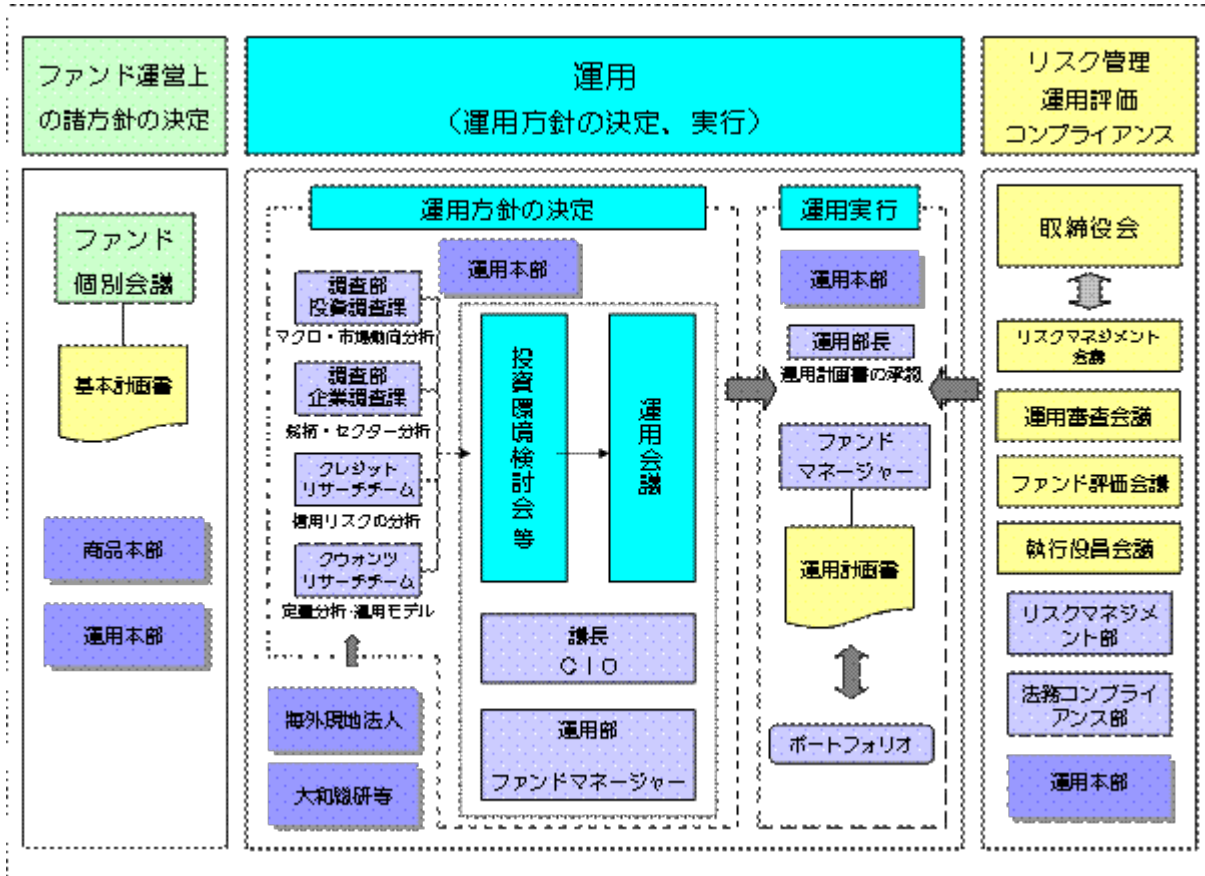 ファンド運営上
の諸方針の決定
ファンド
個別会議
基本計画書
商品本部
運用本部
運用
(運用方針の決定、実行)
運用方針の決定
運用本部
調査部
投資調査課
マクロ・市場動向分析
調査部
企業調査課
銘柄・セクター分析
クレジット
リサーチチーム
信用リスクの分析
クウォンツ
リサーチチーム
定量分析・運用モデル
海外現地法人
大和総研等
投資環境検討会等
運用会議
議長
CIO
運用部
ファンドマネージャー
運用実行
運用本部
運用部長
運用計画書の承認
ファンド
マネージャー
運用計画書
ポートフォリオ
リスク管理
運用評価
コンプライアンス
取締役会
リスクマネジメント
会議
運用審査会議
ファンド評価会議
執行役員会議
リスクマネジメ
ント部
法務コンプライ
アンス部
運用本部